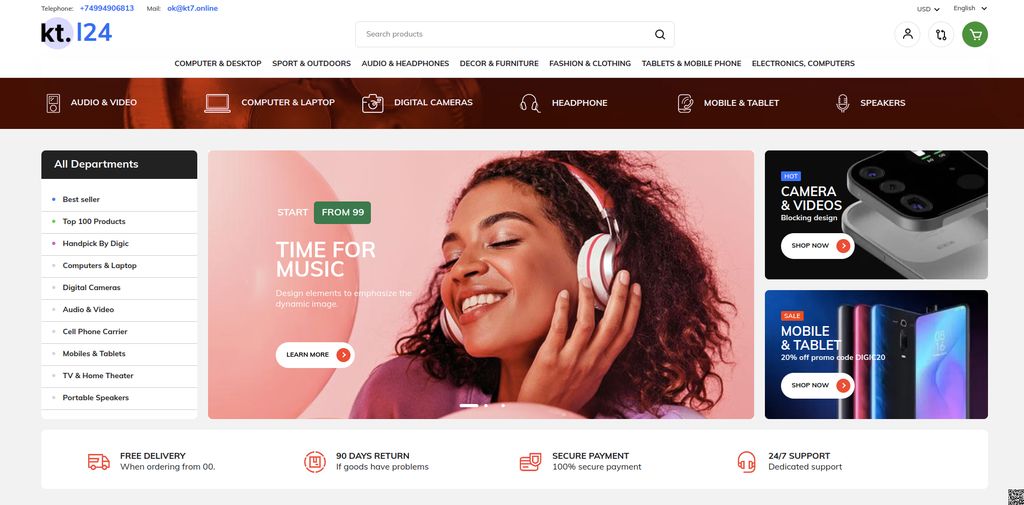 Telephone: +74994906813 Mail: ok@kt7.online
USD English
kt.l24
Search products
COMPUTER & DESKTOP SPORT & OUTDOORS AUDIO & HEADPHONES DECOR & FURNITURE FASHION & CLOTHING TABLETS & MOBILE PHONE ELECTRONICS, COMPUTERS
AUDIO & VIDEO COMPUTER & LAPTOP DIGITAL CAMERAS HEADPHONE MOBILE & TABLET SPEAKERS
All Departments
Best seller
Top 100 Products
Handpick By Digic
Computers & Laptop
Digital Cameras
Audio & Video
Cell Phone Carrier
Mobiles & Tablets
TV & Home Theater
Portable Speakers
START FROM 99
TIME FOR
MUSIC
Design elements to emphasize the
dynamic image.
LEARN MORE
HOT
CAMERA
& VIDEOS
Blocking design
SHOP NOW
SALE
MOBILE
& TABLET
20% off promo code DIGIC20
SHOP NOW
FREE DELIVERY
When ordering from 00.
90 DAYS RETURN
If goods have problems
SECURE PAYMENT
100% secure payment
24/7 SUPPORT
Dedicated support